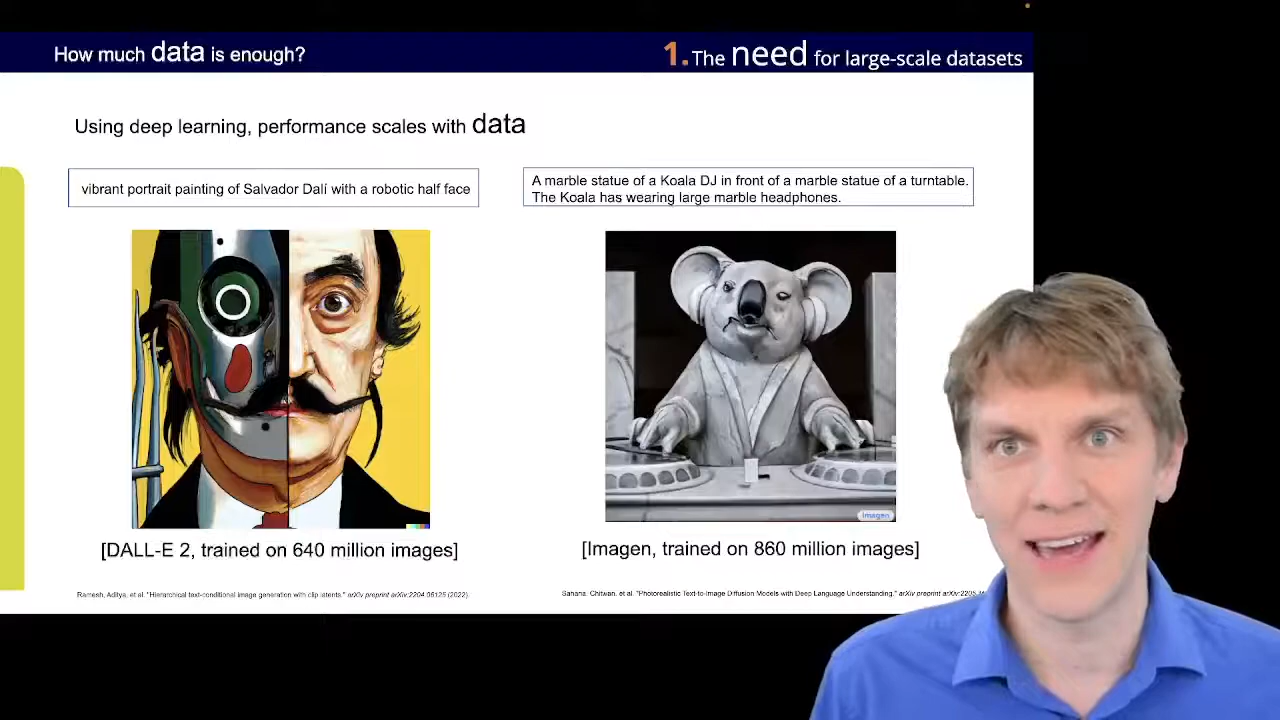 How much data is enough?
1. The need for large-scale datasets
Using deep learning, performance scales with data
vibrant portrait painting of Salvador Dalí with a robotic half face
A marble statue of a Koala DJ in front of a marble statue of a turntable.
The Koala has wearing large marble headphones.
Imagen
[DALL-E 2, trained on 640 million images]
[Imagen, trained on 860 million images]
Ramesh, Aditya, et al. "Hierarchical text-conditional image generation with clip latents." arXiv preprint arXiv:2204.06125 (2022).
Chitwan, et al. "Photorealistic Text-to-Image Diffusion Models with Deep Language Understanding." arXiv preprint